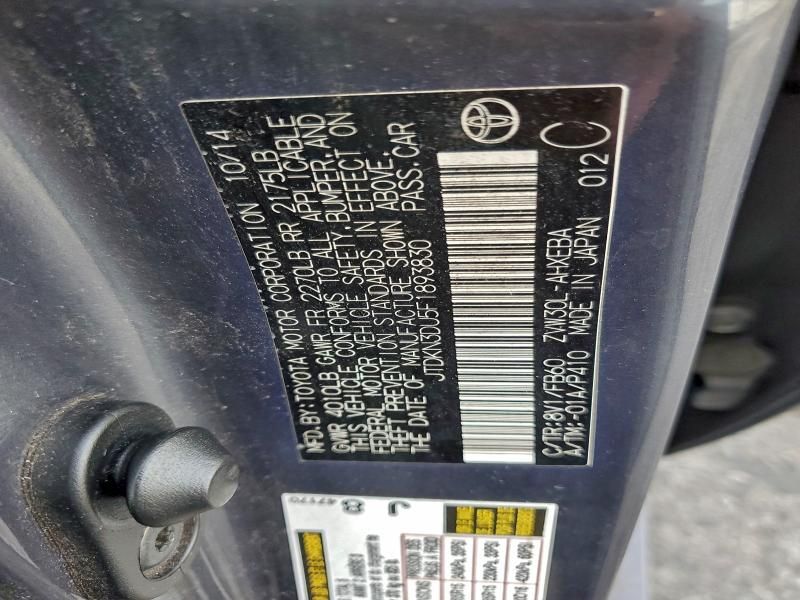 MFD. BY: TOYOTA MOTOR CORPORATION 10/14
GVWR 4010LB GAWR FR 2270LB RR 2175LB
THIS VEHICLE CONFORMS TO ALL APPLICABLE
FEDERAL MOTOR VEHICLE SAFETY, BUMPER, AND
THEFT PREVENTION STANDARDS IN EFFECT ON
THE DATE OF MANUFACTURE SHOWN ABOVE.
JTDKN3DU5F1893830 PASS. CAR
C/TR:8V1/FB60 ZVW30L-AHXEBA
A/TM:-01A/P410 MADE IN JAPAN 012 C
47170